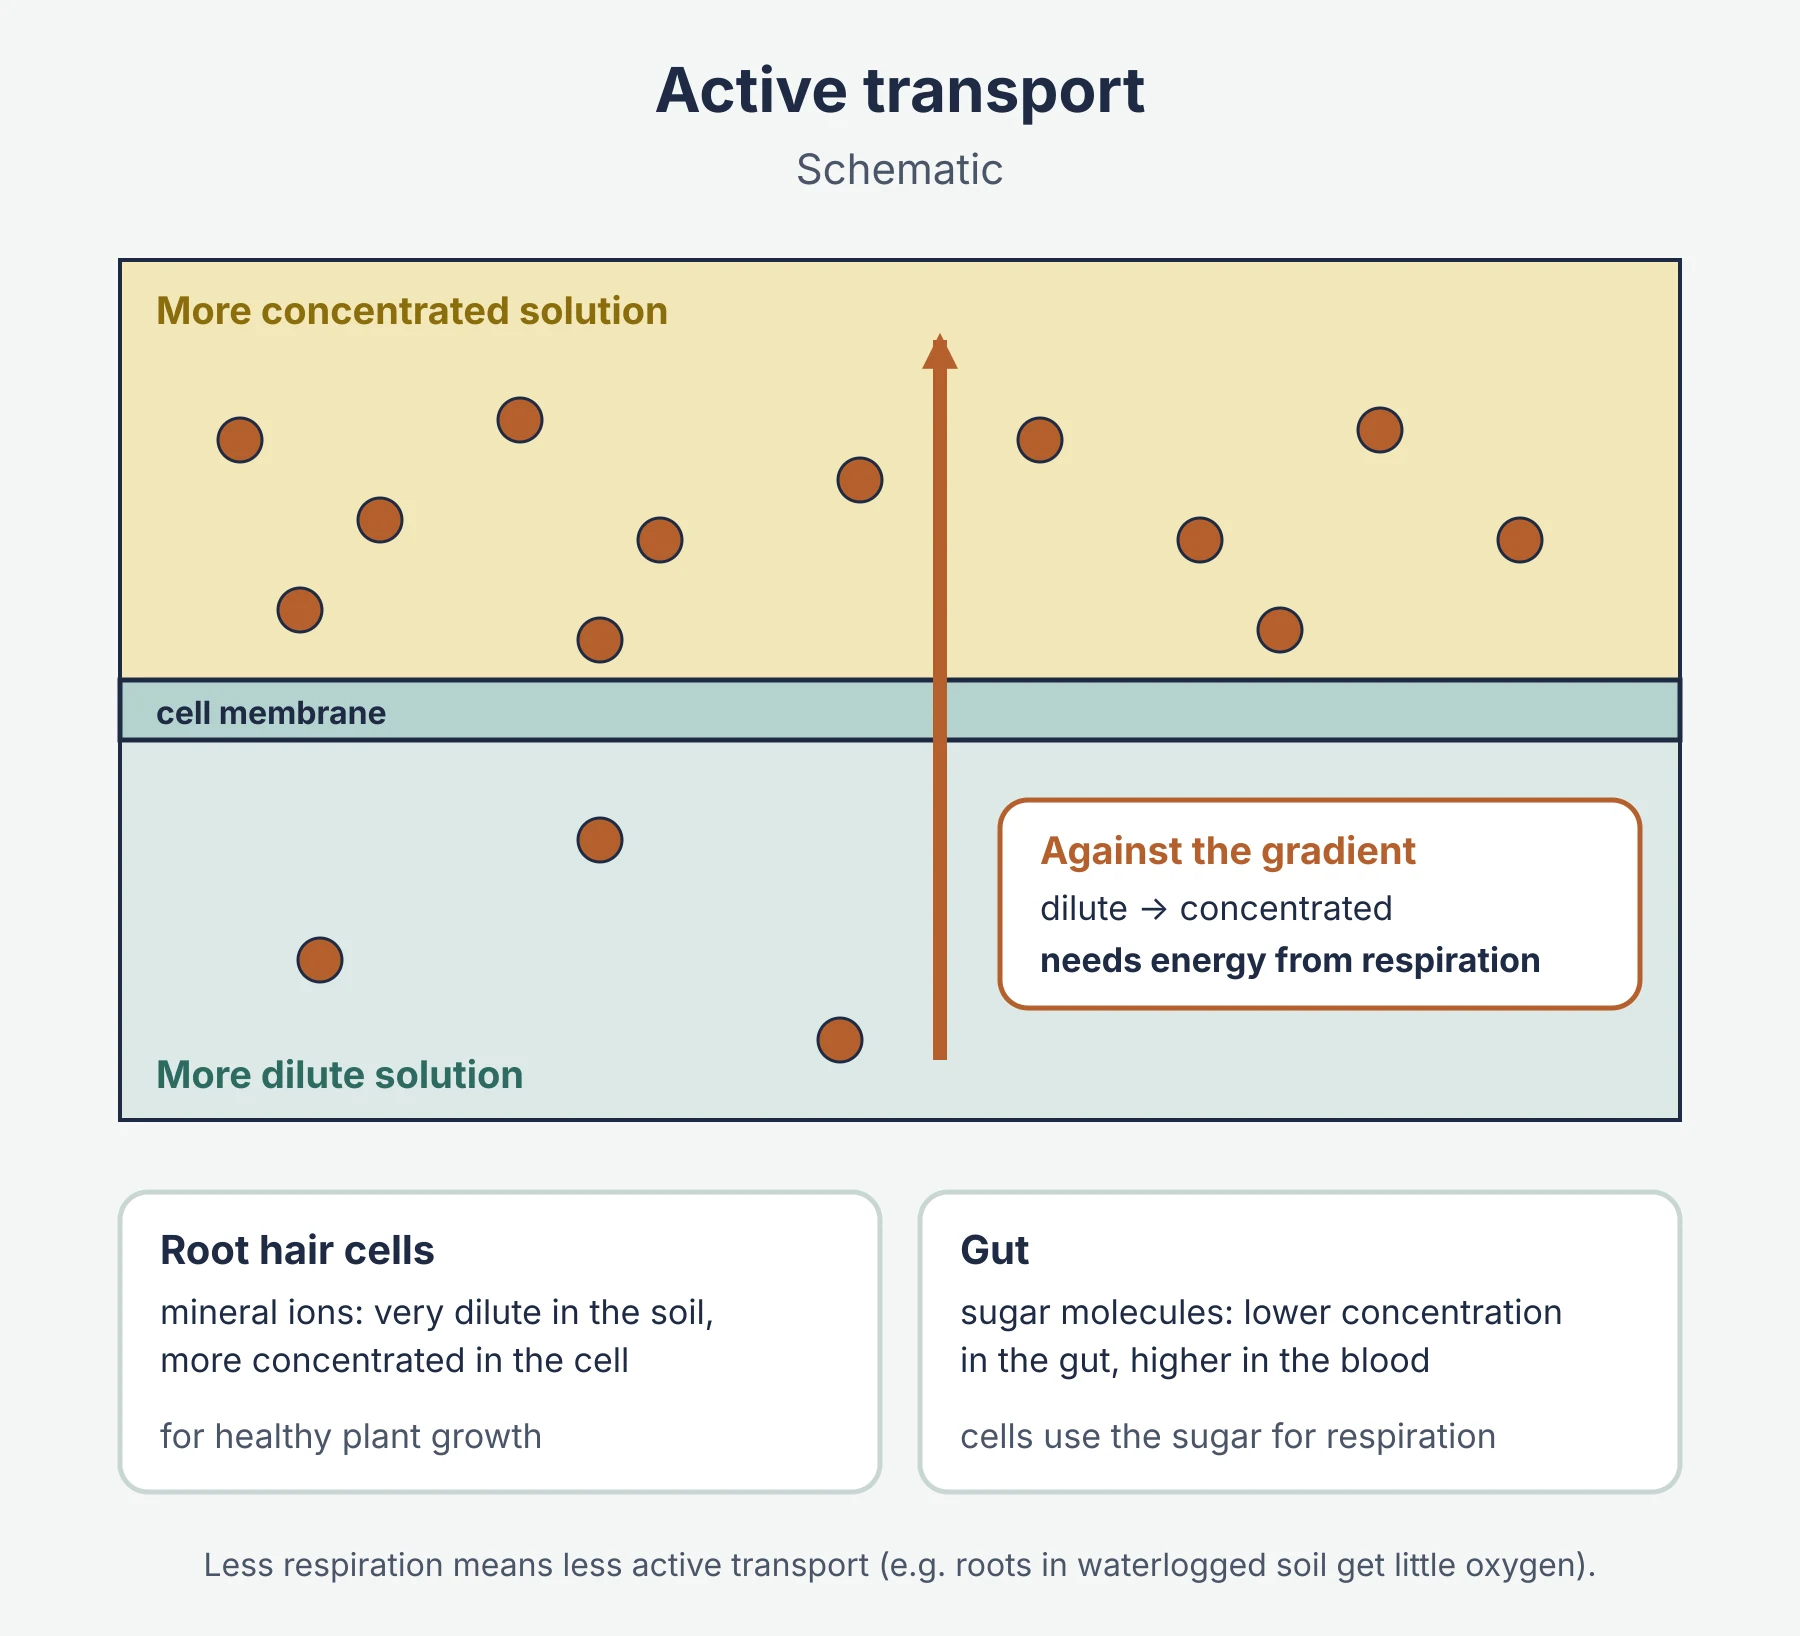 Active transport
Schematic
More concentrated solution
cell membrane
Against the gradient
dilute → concentrated
needs energy from respiration
More dilute solution
Root hair cells
mineral ions: very dilute in the soil,
more concentrated in the cell
for healthy plant growth
Gut
sugar molecules: lower concentration
in the gut, higher in the blood
cells use the sugar for respiration
Less respiration means less active transport (e.g. roots in waterlogged soil get little oxygen).